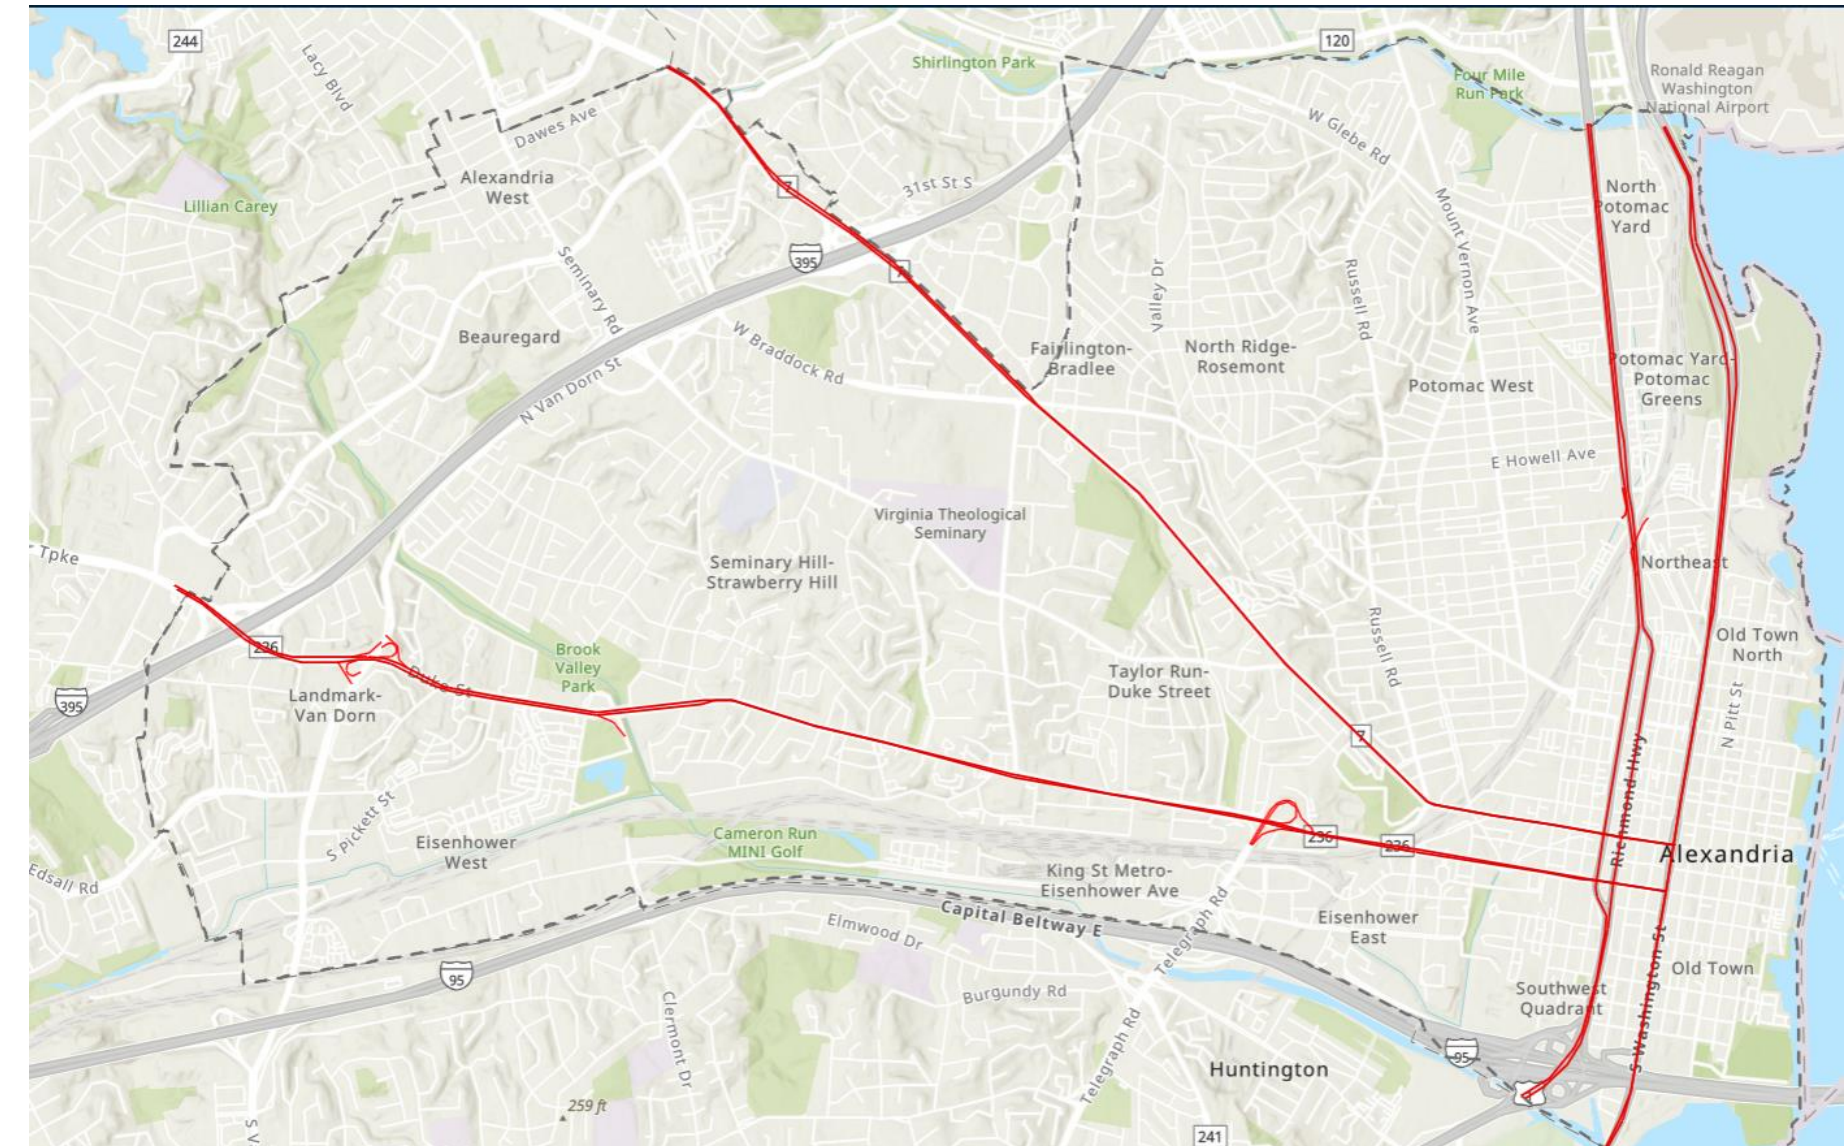 244
Lacy Blvd
Shirlington Park
120
Four Mile
Run Park
Ronald Reagan
Washington
National Airport
Dawes Ave
W Glebe Rd
Alexandria
West
7
31st St S
Lillian Carey
North
Potomac
Yard
Mount Vernon Ave
Seminary Rd
395
7
Valley Dr
Russell Rd
Beauregard
W Braddock Rd
Fairlington-
Bradlee
North Ridge-
Rosemont
Potomac West
Potomac Yard-
Potomac
Greens
N Van Dorn St
E Howell Ave
Virginia Theological
Seminary
r Tpke
Seminary Hill-
Strawberry Hill
Northeast
236
Brook
Valley
Park
Russell Rd
Old Town
North
Duke St
Taylor Run-
Duke Street
395
Landmark-
Van Dorn
N Pitt St
7
Richmond Hwy
S Pickett St
Eisenhower
West
Cameron Run
MINI Golf
236
236
Alexandria
Edsall Rd
King St Metro-
Eisenhower Ave
Capital Beltway E
Elmwood Dr
Telegraph Rd
Eisenhower
East
95
Burgundy Rd
Southwest
Quadrant
S Washington St
Old Town
Clermont Dr
Telegraph Rd
Huntington
95
1
259 ft
S V
241